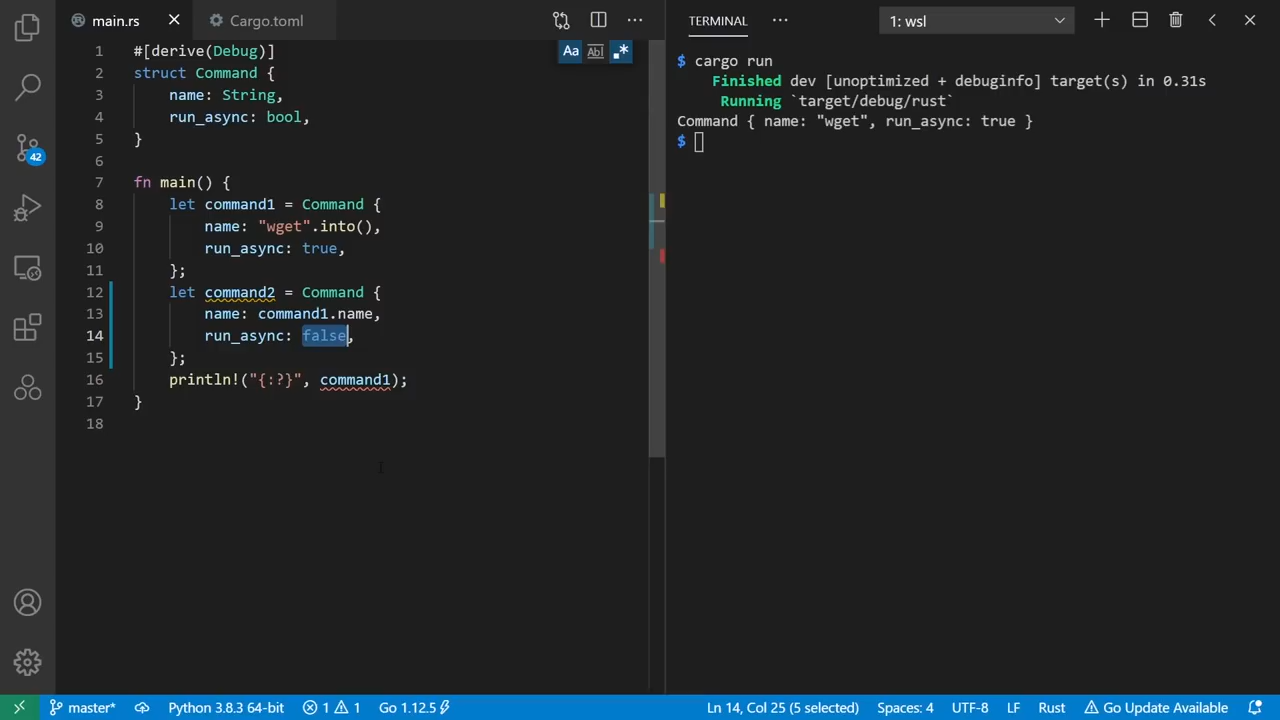 main.rs
Cargo.toml
Aa
Abl
.*
1 #[derive(Debug)]
2 struct Command {
3     name: String,
4     run_async: bool,
5 }
6
7 fn main() {
8     let command1 = Command {
9         name: "wget".into(),
10         run_async: true,
11     };
12     let command2 = Command {
13         name: command1.name,
14         run_async: false,
15     };
16     println!("{:?}", command1);
17 }
18
42
TERMINAL
1: wsl
$ cargo run
    Finished dev [unoptimized + debuginfo] target(s) in 0.31s
     Running `target/debug/rust`
Command { name: "wget", run_async: true }
$
master*
Python 3.8.3 64-bit
1
1
Go 1.12.5
Ln 14, Col 25 (5 selected)
Spaces: 4
UTF-8
LF
Rust
Go Update Available